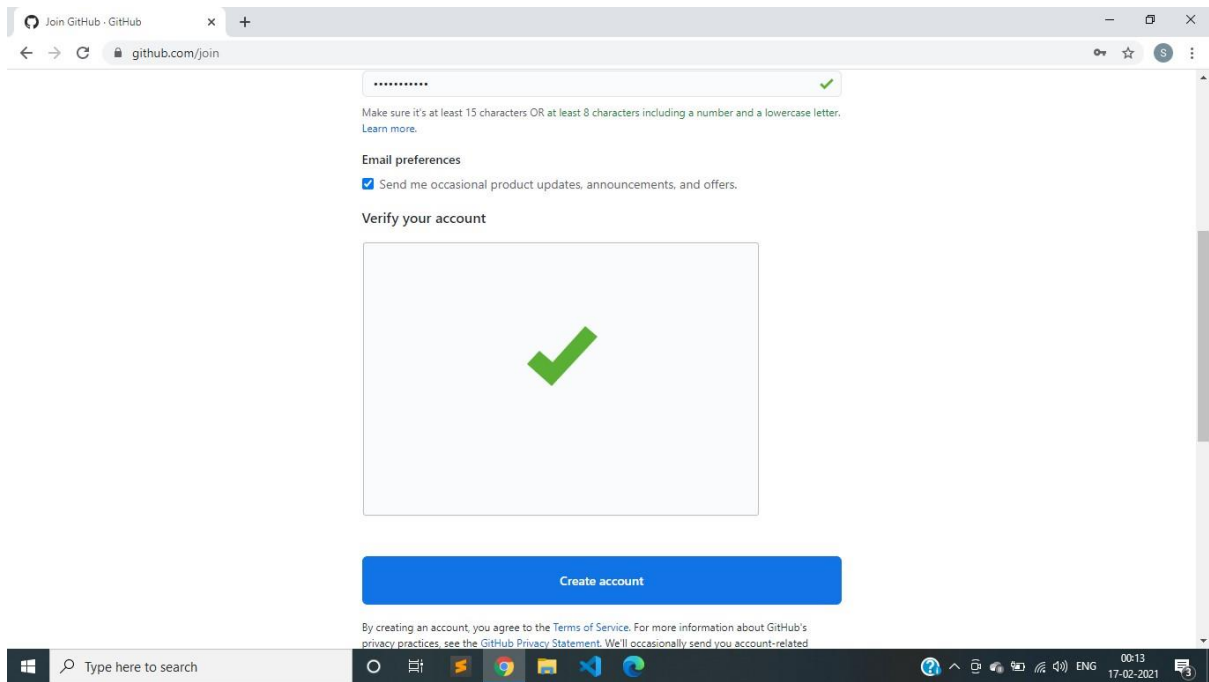 Join GitHub · GitHub
github.com/join
S
•••••••••••
Make sure it's at least 15 characters OR at least 8 characters including a number and a lowercase letter.
Learn more.
Email preferences
Send me occasional product updates, announcements, and offers.
Verify your account
Create account
By creating an account, you agree to the Terms of Service. For more information about GitHub's
privacy practices, see the GitHub Privacy Statement. We'll occasionally send you account-related
Type here to search
ENG
00:13
17-02-2021
3